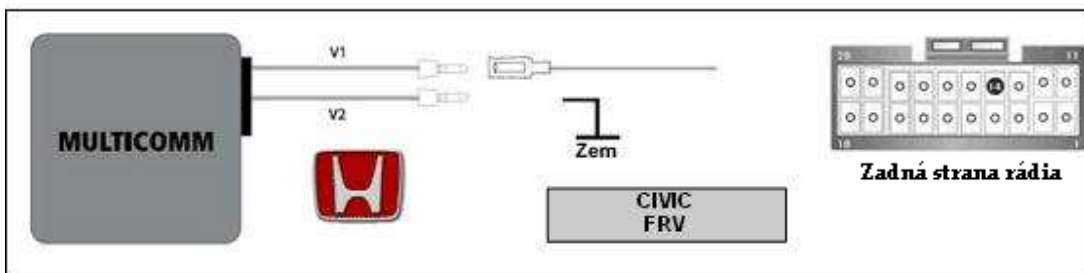 V1
MULTICOMM
V2
Zem
CIVIC
FRV
20
11
14
10
1
Zadná strana rádia